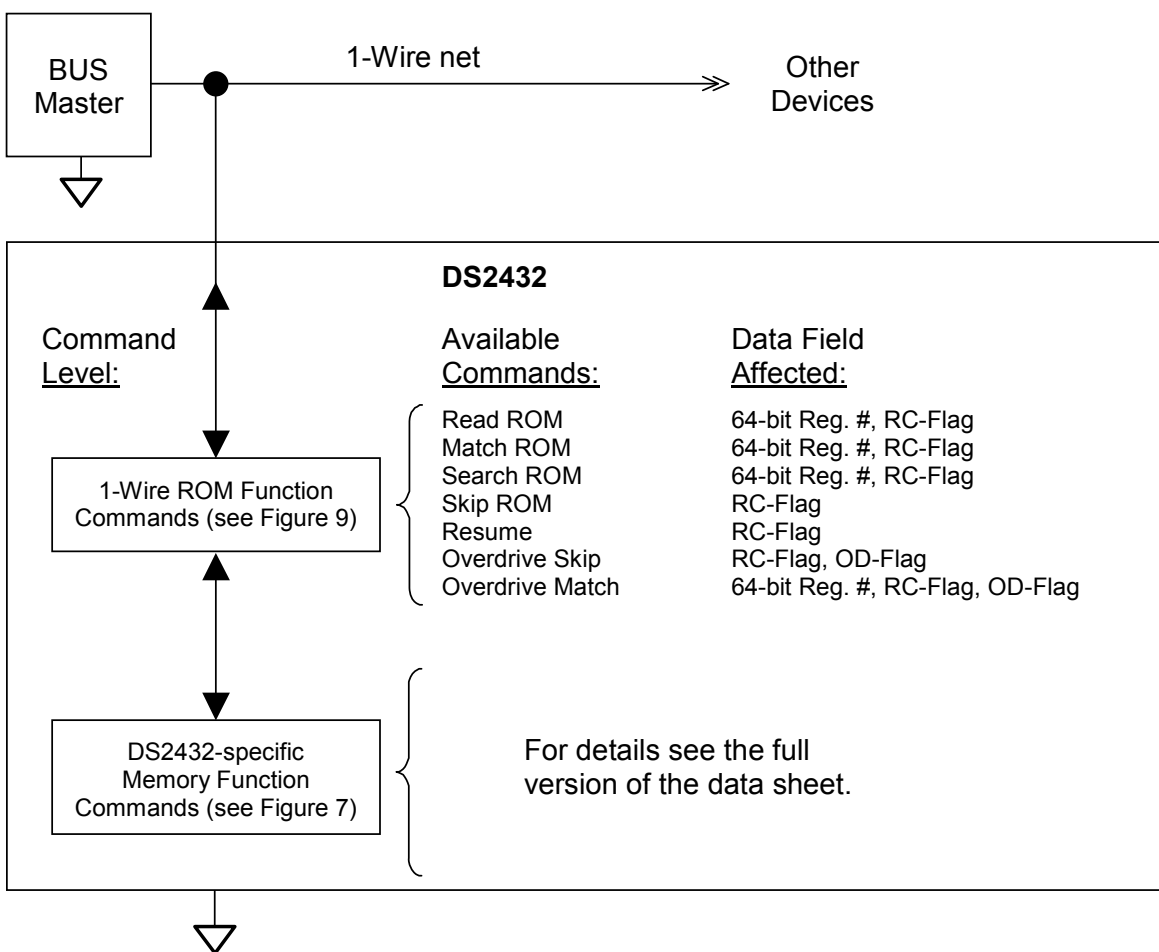 BUS
Master
1-Wire net
Other
Devices
DS2432
Command
Level:
Available
Commands:
Data Field
Affected:
Read ROM 64-bit Reg. #, RC-Flag
Match ROM 64-bit Reg. #, RC-Flag
Search ROM 64-bit Reg. #, RC-Flag
Skip ROM RC-Flag
Resume RC-Flag
Overdrive Skip RC-Flag, OD-Flag
Overdrive Match 64-bit Reg. #, RC-Flag, OD-Flag
1-Wire ROM Function
Commands (see Figure 9)
DS2432-specific
Memory Function
Commands (see Figure 7)
For details see the full
version of the data sheet.